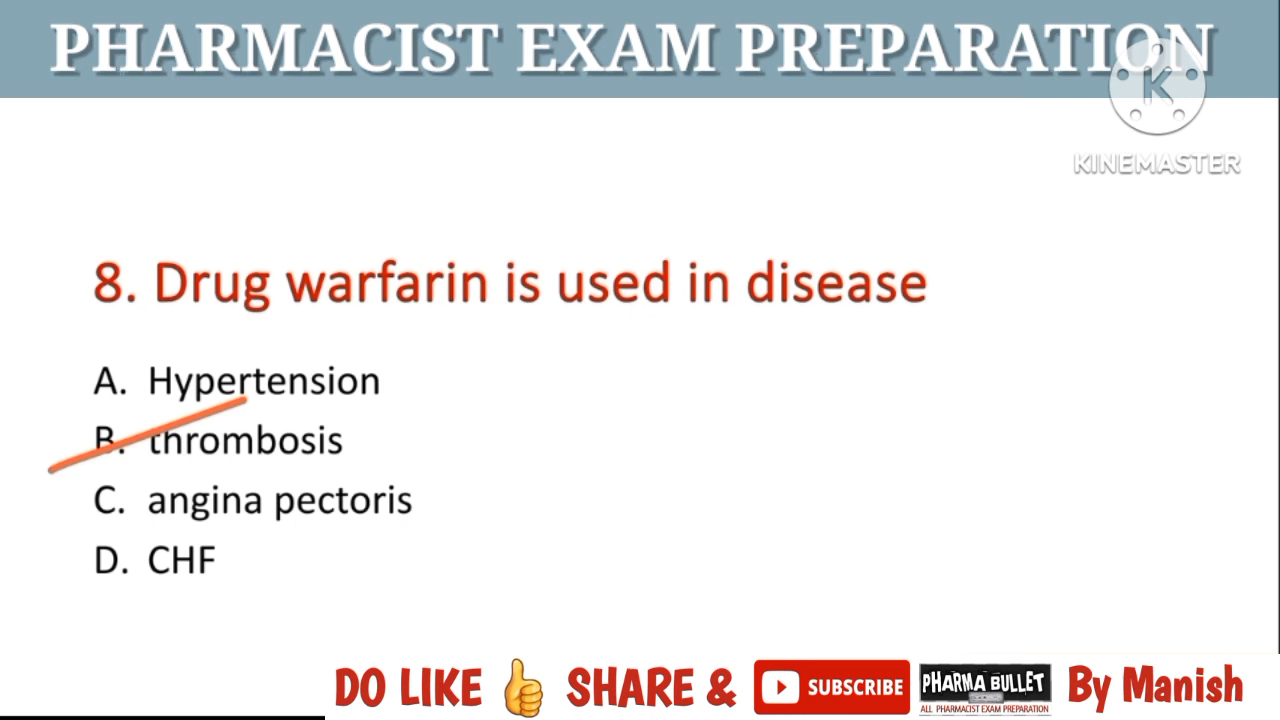 PHARMACIST EXAM PREPARATION
K
KINEMASTER
8. Drug warfarin is used in disease
A. Hypertension
B. thrombosis
C. angina pectoris
D. CHF
DO LIKE 👍 SHARE & SUBSCRIBE PHARMA BULLET By Manish
ALL PHARMACIST EXAM PREPARATION